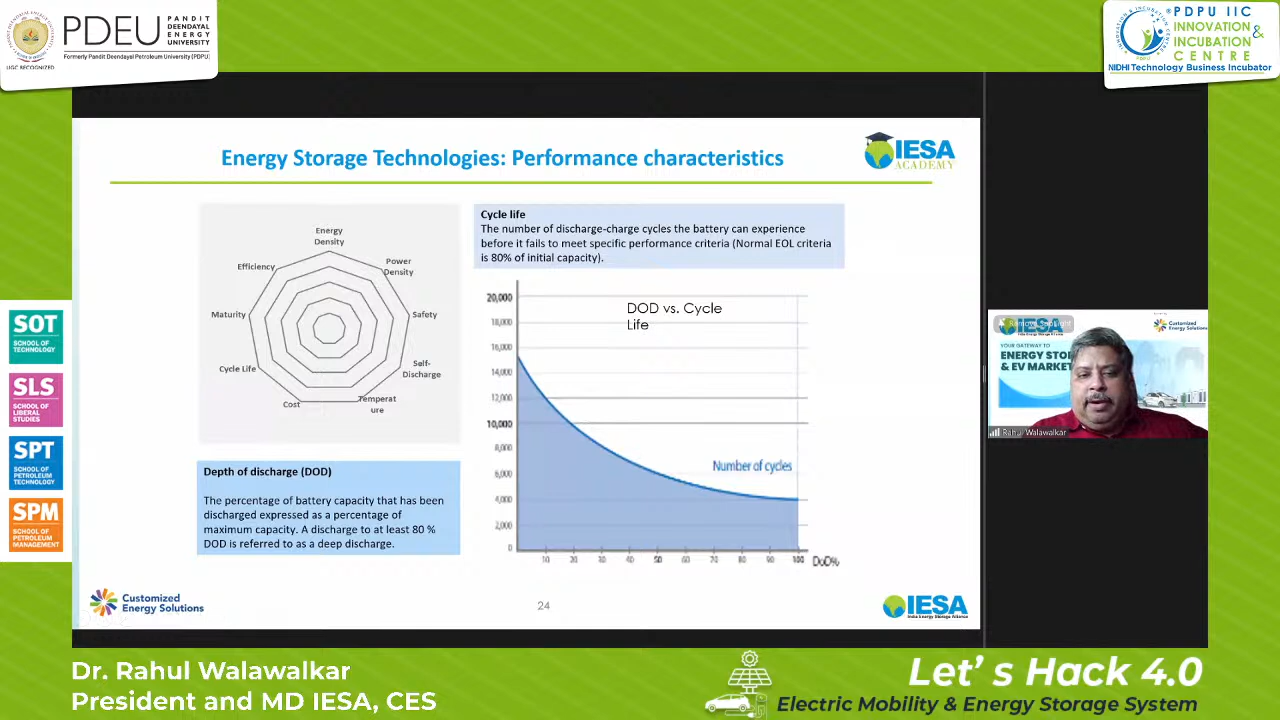 PDEU
PANDIT
DEENDAYAL
ENERGY
UNIVERSITY
Formerly Pandit Deendayal Petroleum University (PDPU)
UGC RECOGNIZED
PDPU IIC
INNOVATION
&
INCUBATION
CENTRE
NIDHI Technology Business Incubator
Energy Storage Technologies: Performance characteristics
IESA
ACADEMY
Energy
Density
Power
Density
Safety
Self-
Discharge
Temperat
ure
Cost
Cycle Life
Maturity
Efficiency
Cycle life
The number of discharge-charge cycles the battery can experience
before it fails to meet specific performance criteria (Normal EOL criteria
is 80% of initial capacity).
DOD vs. Cycle
Life
20,000
18,000
16,000
14,000
12,000
10,000
8,000
6,000
4,000
2,000
0
Number of cycles
10 20 30 40 50 60 70 80 90 100 DoD%
Depth of discharge (DOD)
The percentage of battery capacity that has been
discharged expressed as a percentage of
maximum capacity. A discharge to at least 80 %
DOD is referred to as a deep discharge.
Customized
Energy Solutions
24
IESA
India Energy Storage Alliance
SOT
SCHOOL OF
TECHNOLOGY
SLS
SCHOOL OF
LIBERAL
STUDIES
SPT
SCHOOL OF
PETROLEUM
TECHNOLOGY
SPM
SCHOOL OF
PETROLEUM
MANAGEMENT
Customized
Energy Solutions
YOUR GATEWAY TO
ENERGY STO
& EV MARKET
Rahul Walawalkar
Dr. Rahul Walawalkar
President and MD IESA, CES
Let' s Hack 4.0
Electric Mobility & Energy Storage System